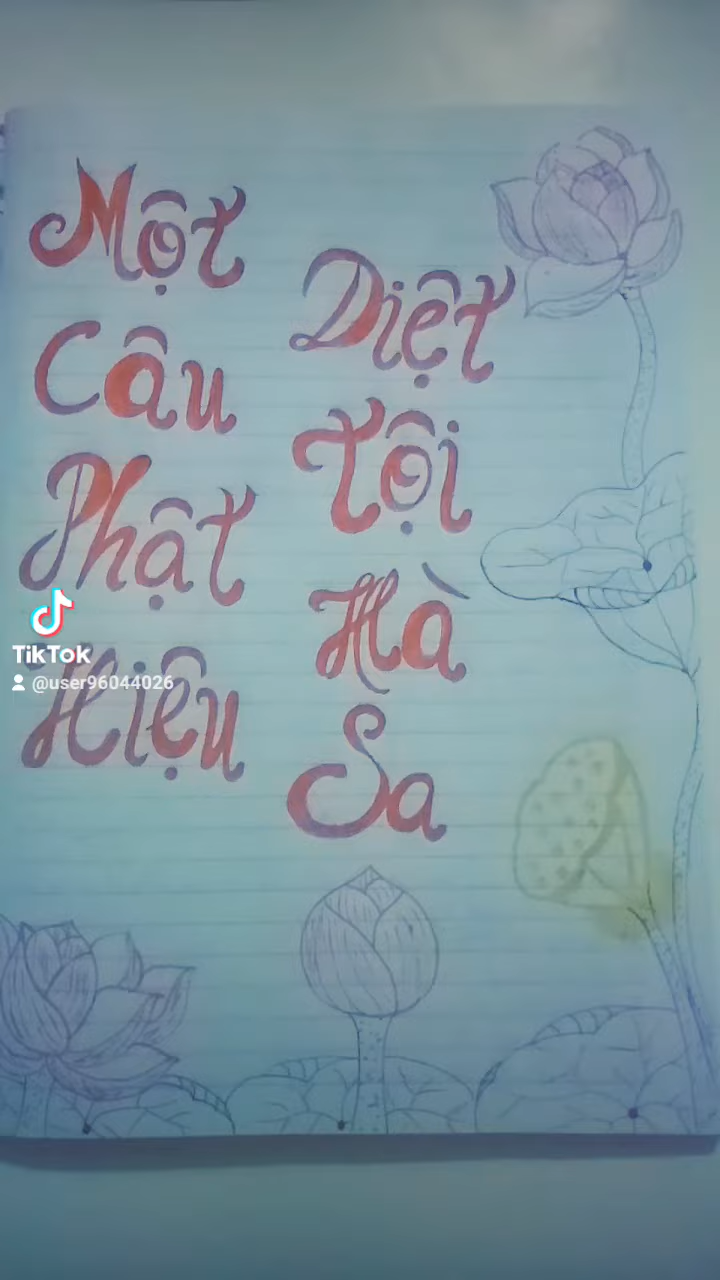 Một
Câu
Phật
Hiệu
Diệt
Tội
Hà
Sa
TikTok
@user96044026